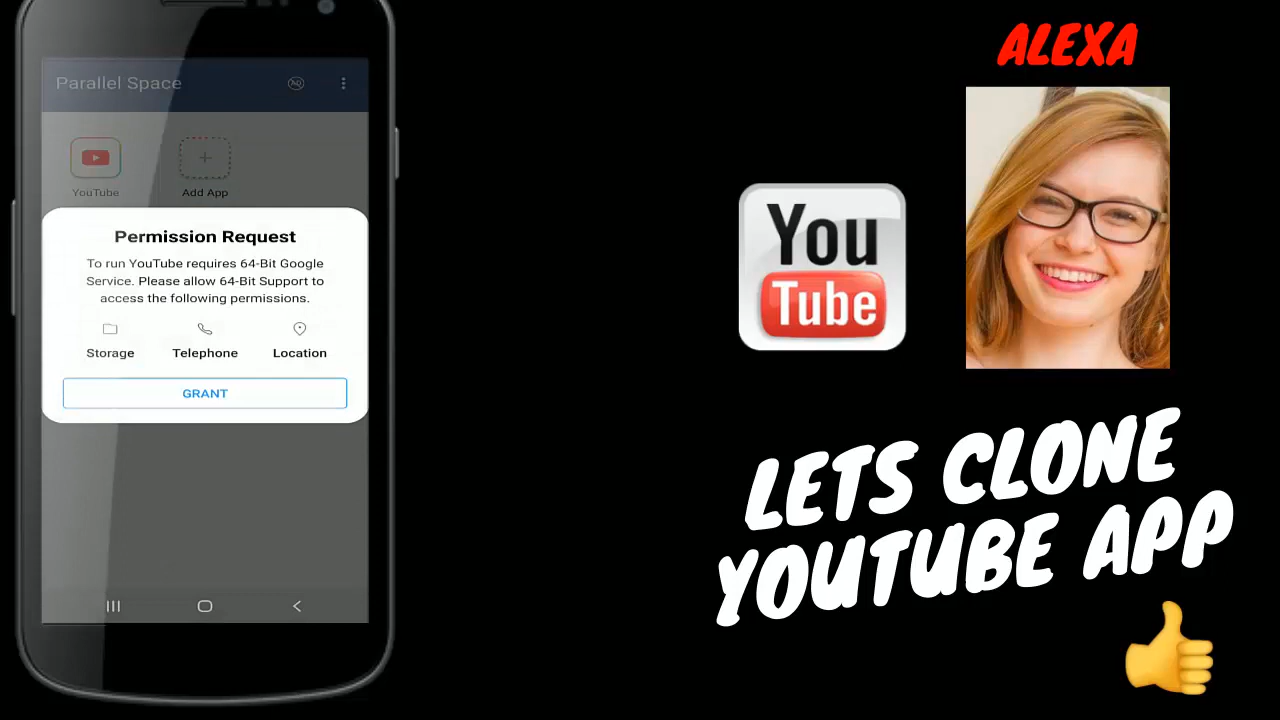 Parallel Space
YouTube
Add App
Permission Request
To run YouTube requires 64-Bit Google
Service. Please allow 64-Bit Support to
access the following permissions.
Storage
Telephone
Location
GRANT
ALEXA
You
Tube
LETS CLONE
YOUTUBE APP